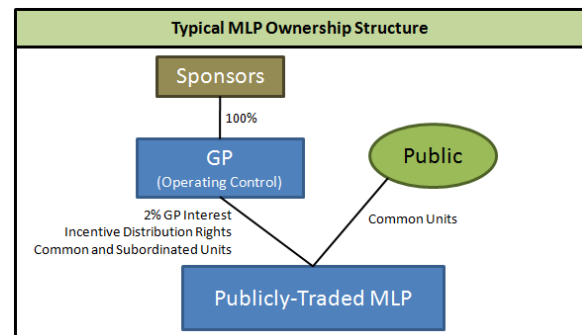 Typical MLP Ownership Structure
Sponsors
100%
GP
(Operating Control)
Public
2% GP Interest
Incentive Distribution Rights
Common and Subordinated Units
Common Units
Publicly-Traded MLP